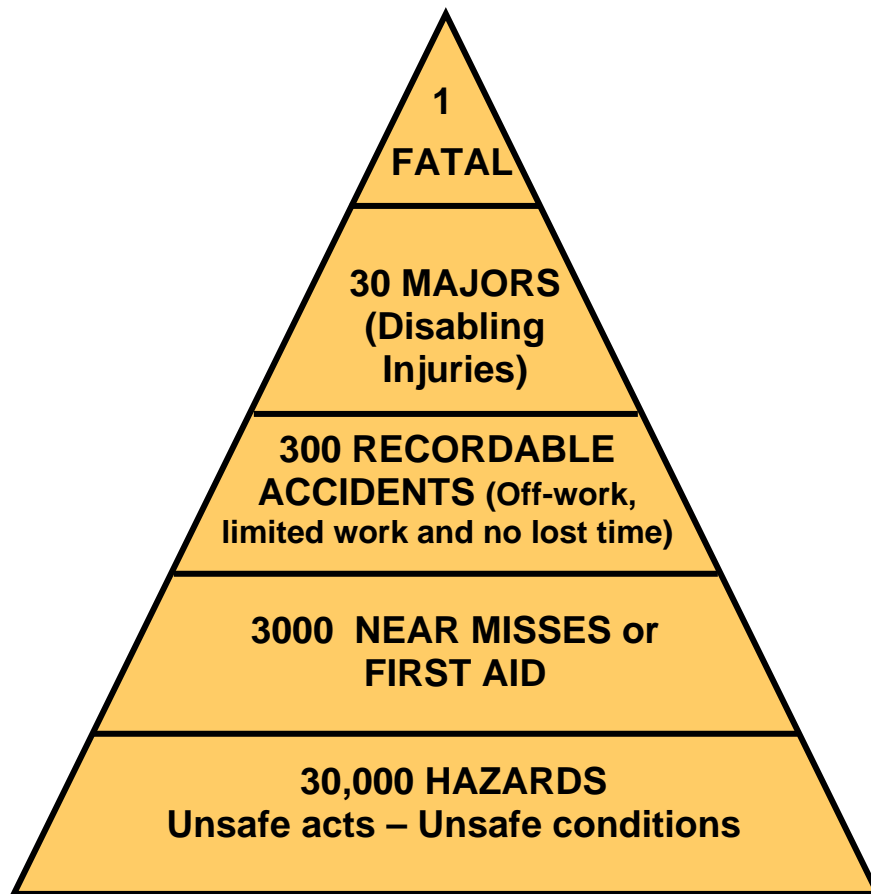 1
FATAL
30 MAJORS
(Disabling
Injuries)
300 RECORDABLE
ACCIDENTS (Off-work,
limited work and no lost time)
3000 NEAR MISSES or
FIRST AID
30,000 HAZARDS
Unsafe acts – Unsafe conditions